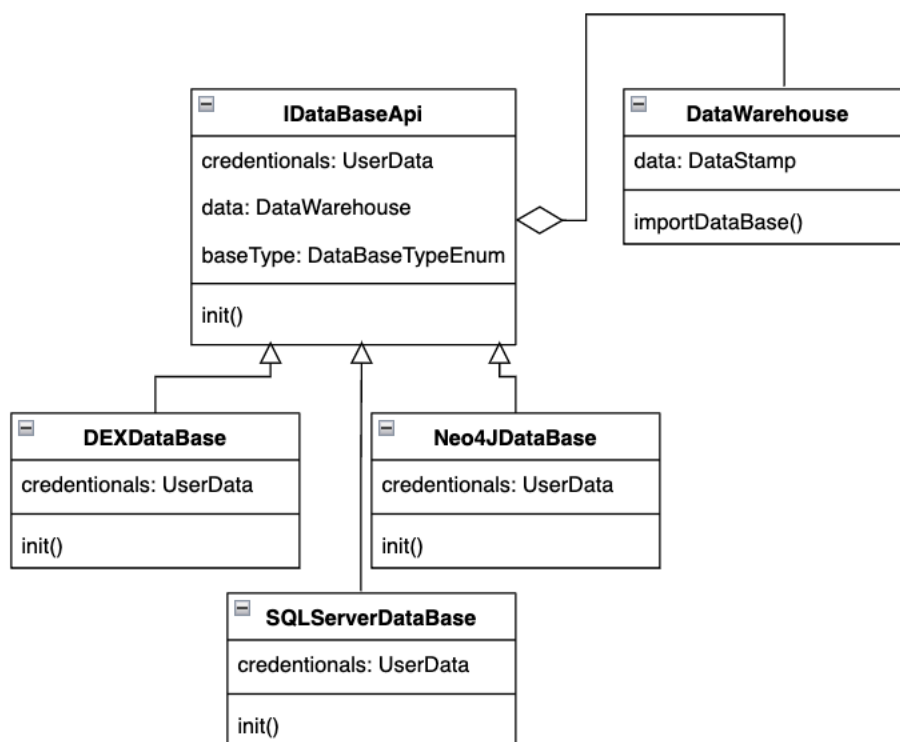 IDataBaseApi
credentionals: UserData
data: DataWarehouse
baseType: DataBaseTypeEnum
init()
DataWarehouse
data: DataStamp
importDataBase()
DEXDataBase
credentionals: UserData
init()
Neo4JDataBase
credentionals: UserData
init()
SQLServerDataBase
credentionals: UserData
init()